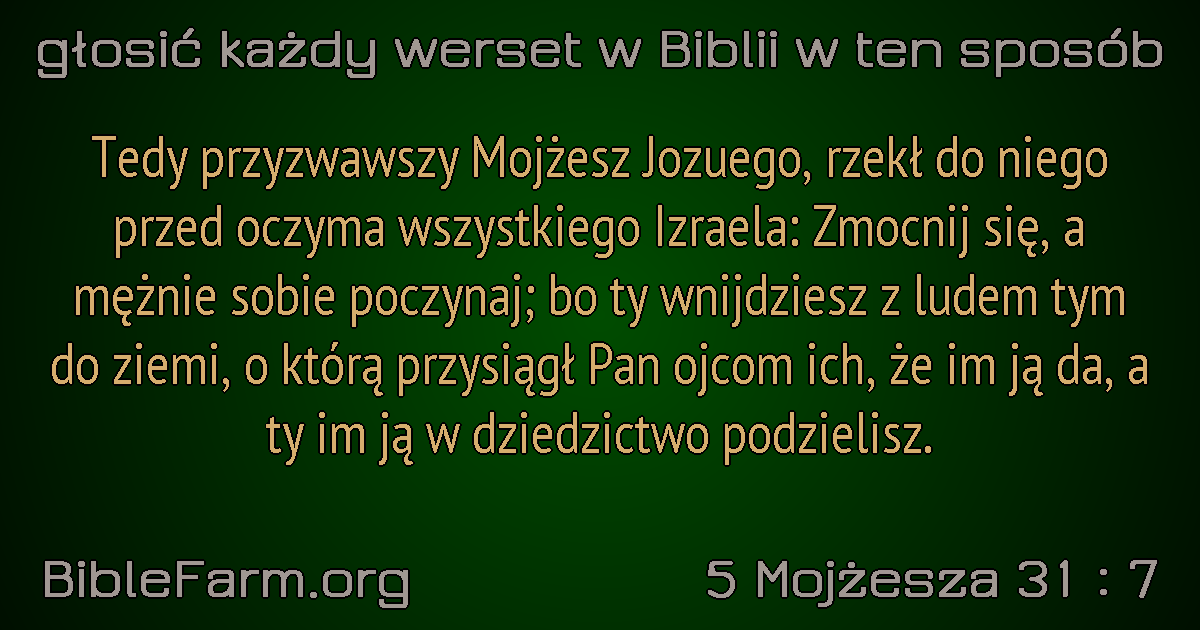 głosić każdy werset w Biblii w ten sposób
Tedy przyzwawszy Mojżesz Jozuego, rzekł do niego
przed oczyma wszystkiego Izraela: Zmocnij się, a
mężnie sobie poczynaj; bo ty wnijdziesz z ludem tym
do ziemi, o którą przysiągł Pan ojcom ich, że im ją da, a
ty im ją w dziedzictwo podzielisz.
BibleFarm.org
5 Mojżesza 31 : 7